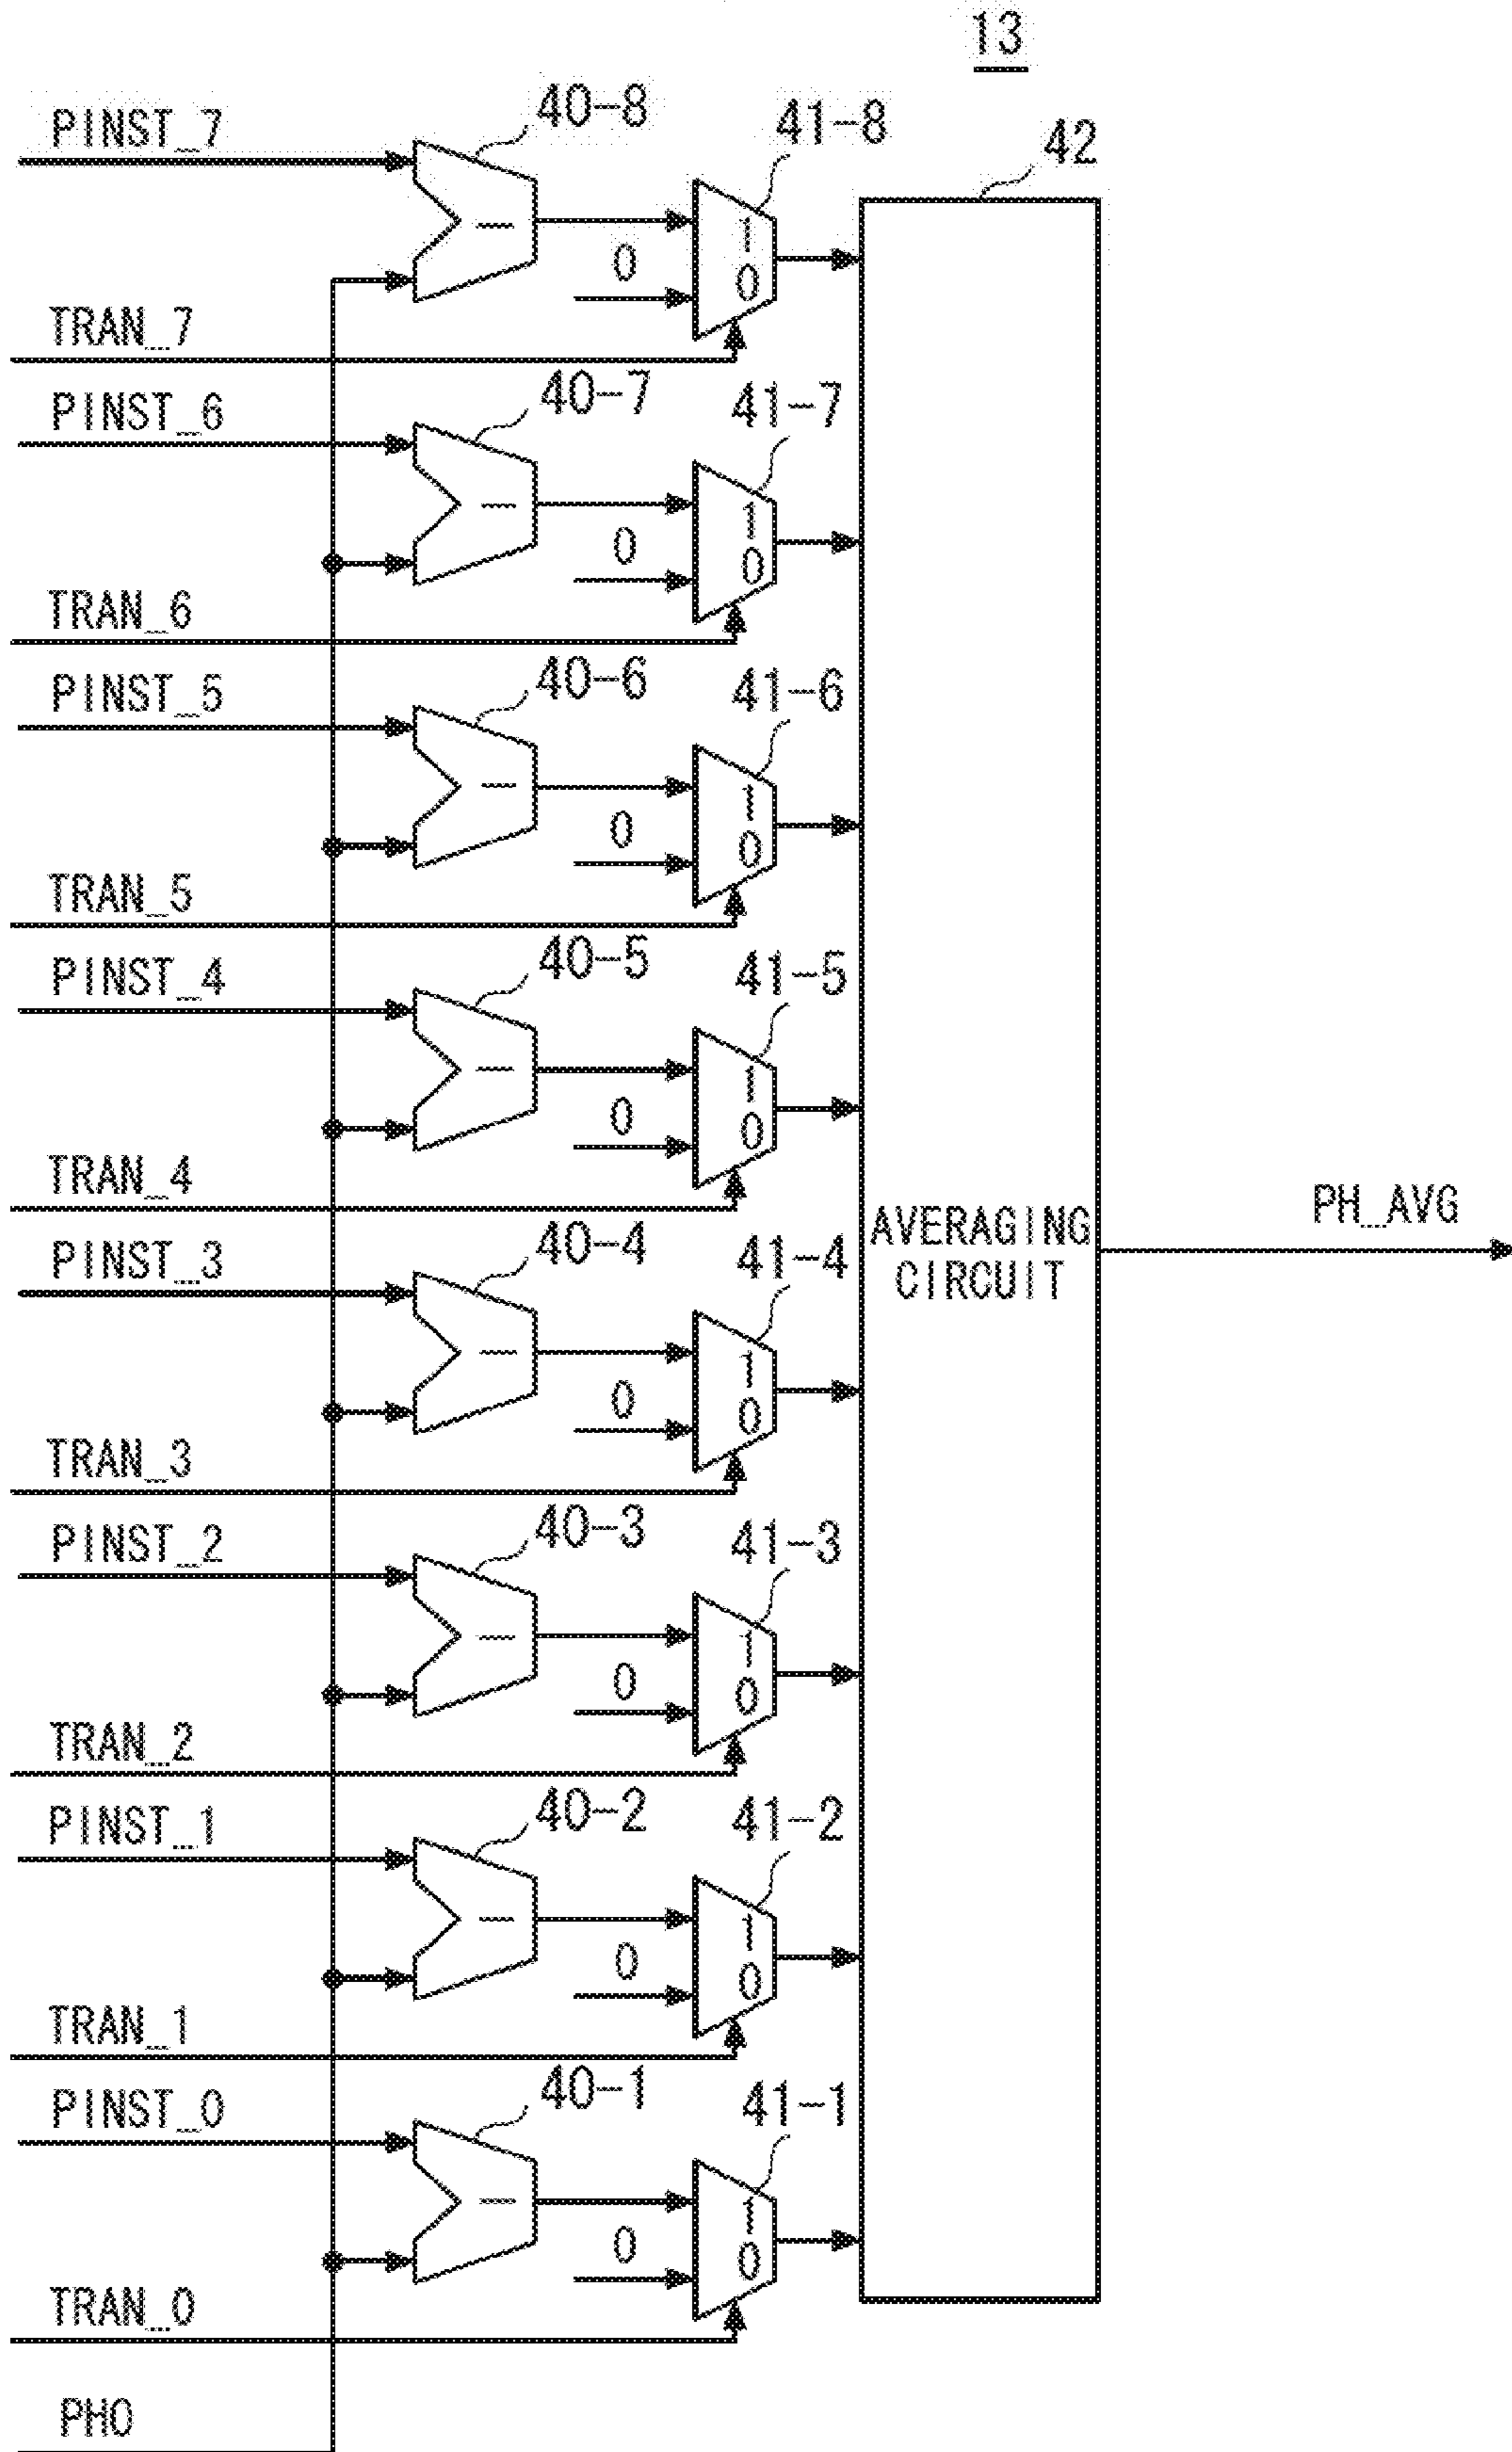 13
PINST_7
40-8
41-8
42
0
1
0
TRAN_7
PINST_6
40-7
41-7
0
1
0
TRAN_6
PINST_5
40-6
41-6
0
1
0
TRAN_5
PINST_4
40-5
41-5
0
1
0
TRAN_4
PINST_3
40-4
41-4
AVERAGING
CIRCUIT
PH_AVG
0
1
0
TRAN_3
PINST_2
40-3
41-3
0
1
0
TRAN_2
PINST_1
40-2
41-2
0
1
0
TRAN_1
PINST_0
40-1
41-1
0
1
0
TRAN_0
PH0